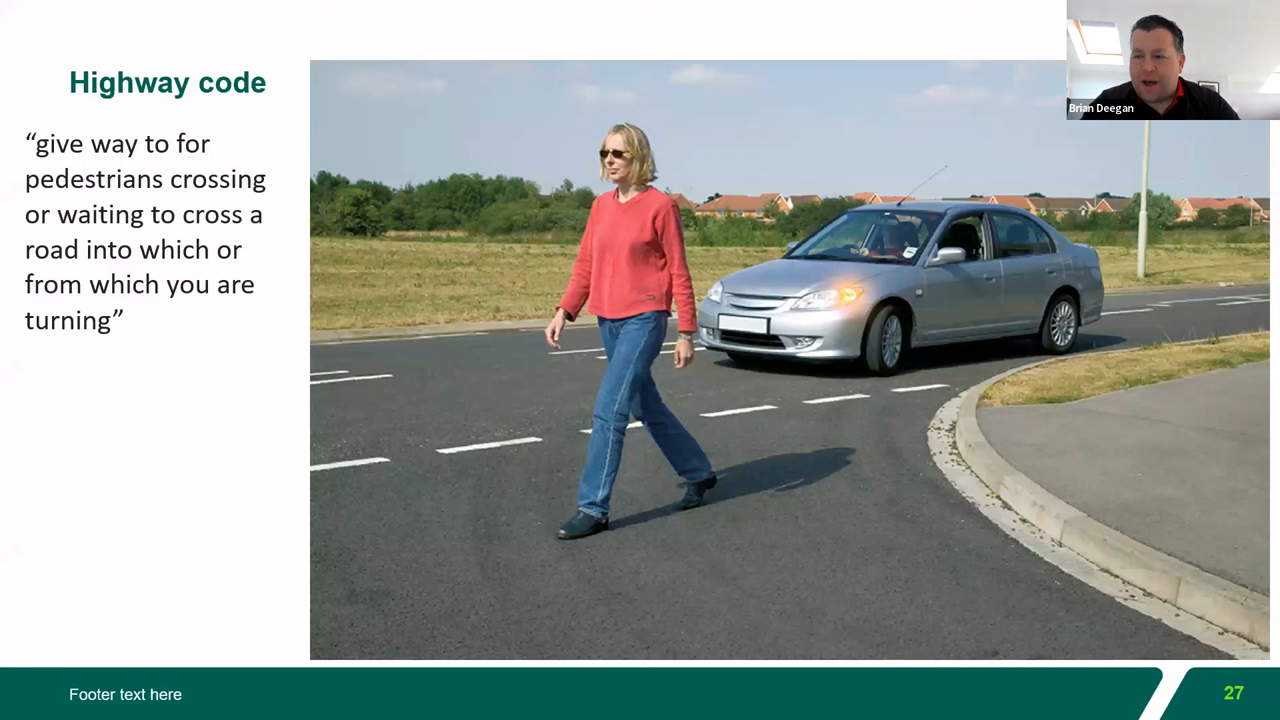 Highway code
“give way to for
pedestrians crossing
or waiting to cross a
road into which or
from which you are
turning”
Brian Deegan
Footer text here
27